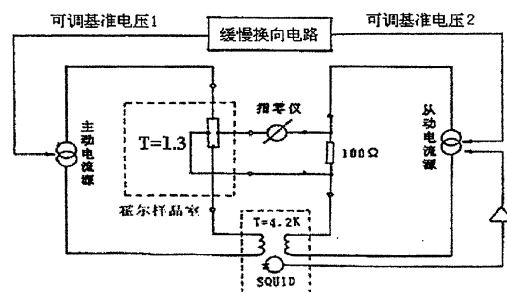 可调基准电压1
缓慢换向电路
可调基准电压2
指零仪
主动电流源
T=1.3
100Ω
从动电流源
霍尔样品室
T=4.2K
SQUID